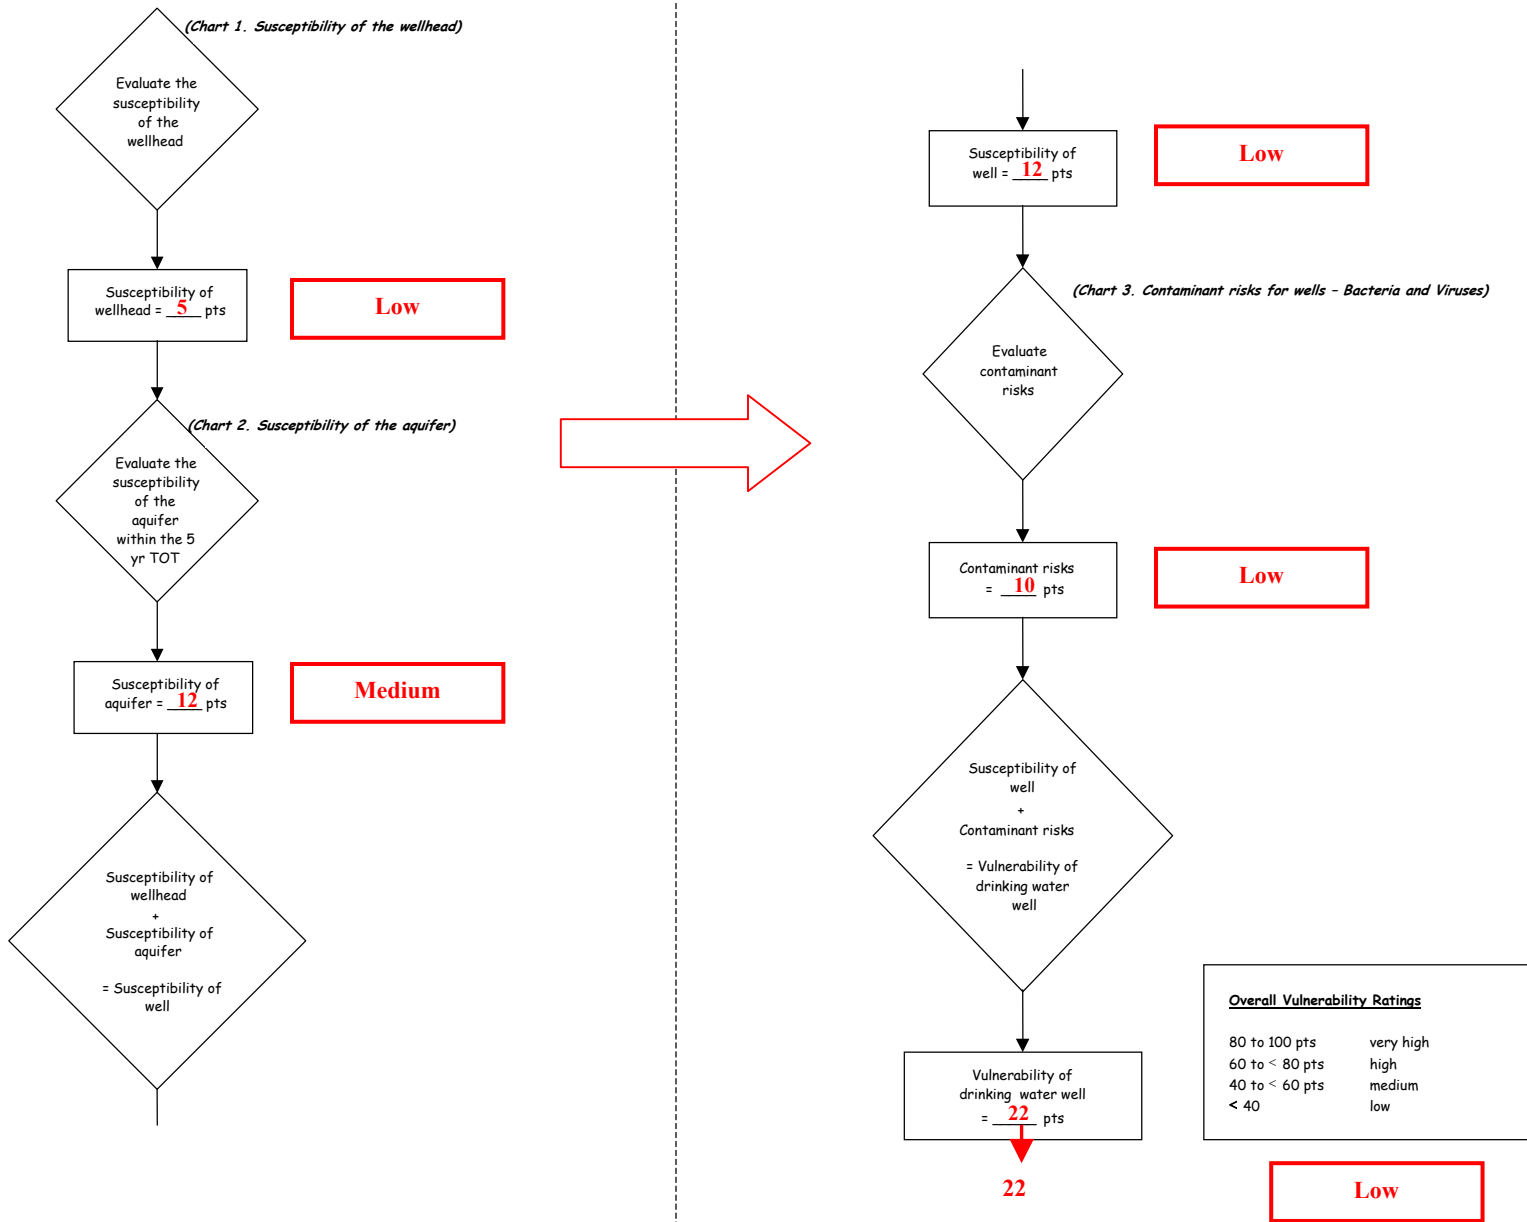 (Chart 1. Susceptibility of the wellhead)
Evaluate the
susceptibility
of the
wellhead
Susceptibility of
wellhead = 5 pts
Low
(Chart 2. Susceptibility of the aquifer)
Evaluate the
susceptibility
of the
aquifer
within the 5
yr TOT
Susceptibility of
aquifer = 12 pts
Medium
Susceptibility of
wellhead
+
Susceptibility of
aquifer
= Susceptibility of
well
Susceptibility of
well = 12 pts
Low
(Chart 3. Contaminant risks for wells – Bacteria and Viruses)
Evaluate
contaminant
risks
Contaminant risks
= 10 pts
Low
Susceptibility of
well
+
Contaminant risks
= Vulnerability of
drinking water
well
Vulnerability of
drinking water well
= 22 pts
22
Overall Vulnerability Ratings
80 to 100 pts very high
60 to < 80 pts high
40 to < 60 pts medium
< 40 low
Low